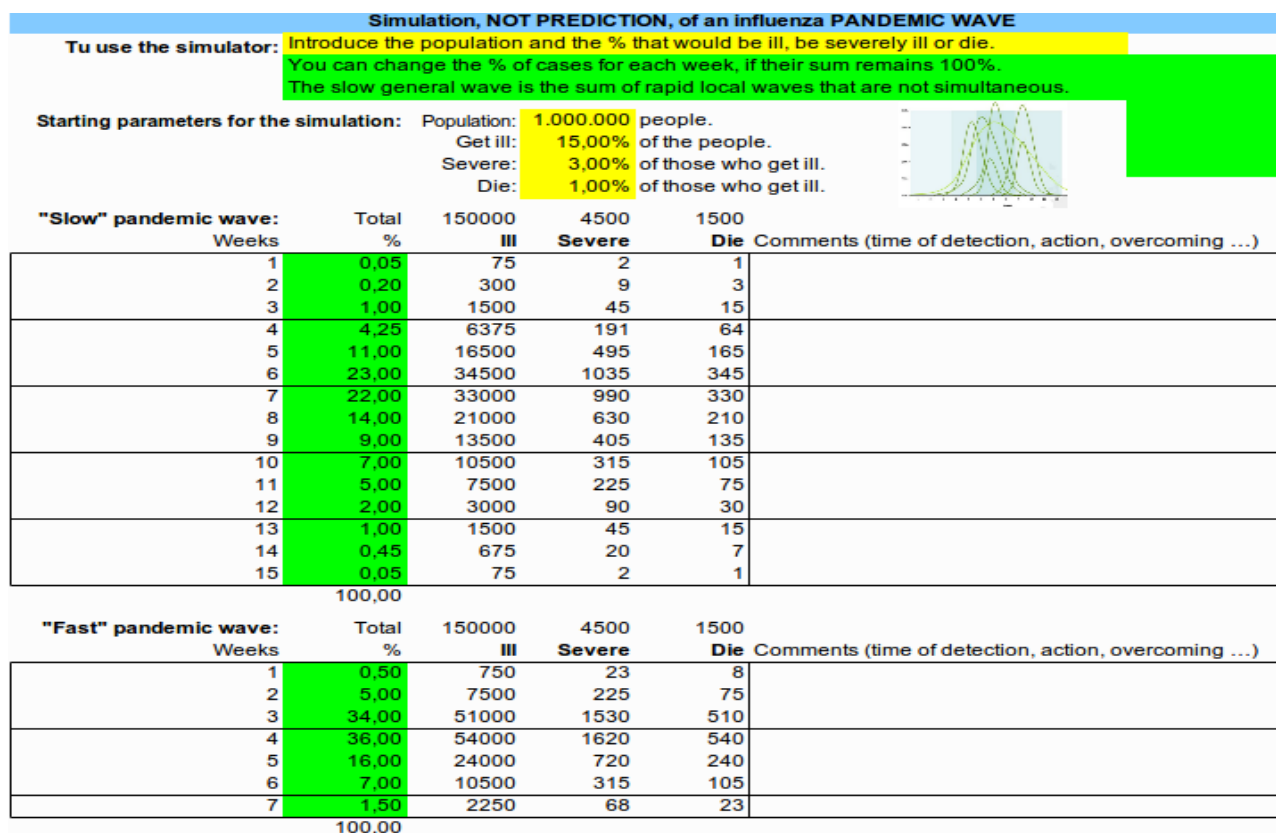 Simulation, NOT PREDICTION, of an influenza PANDEMIC WAVE
Tu use the simulator: Introduce the population and the % that would be ill, be severely ill or die.
You can change the % of cases for each week, if their sum remains 100%.
The slow general wave is the sum of rapid local waves that are not simultaneous.
Starting parameters for the simulation: Population: 1.000.000 people.
Get ill: 15,00% of the people.
Severe: 3,00% of those who get ill.
Die: 1,00% of those who get ill.
"Slow" pandemic wave: Total 150000 4500 1500
Weeks % Ill Severe Die Comments (time of detection, action, overcoming ...)
1 0,05 75 2 1
2 0,20 300 9 3
3 1,00 1500 45 15
4 4,25 6375 191 64
5 11,00 16500 495 165
6 23,00 34500 1035 345
7 22,00 33000 990 330
8 14,00 21000 630 210
9 9,00 13500 405 135
10 7,00 10500 315 105
11 5,00 7500 225 75
12 2,00 3000 90 30
13 1,00 1500 45 15
14 0,45 675 20 7
15 0,05 75 2 1
100,00
"Fast" pandemic wave: Total 150000 4500 1500
Weeks % Ill Severe Die Comments (time of detection, action, overcoming ...)
1 0,50 750 23 8
2 5,00 7500 225 75
3 34,00 51000 1530 510
4 36,00 54000 1620 540
5 16,00 24000 720 240
6 7,00 10500 315 105
7 1,50 2250 68 23
100,00